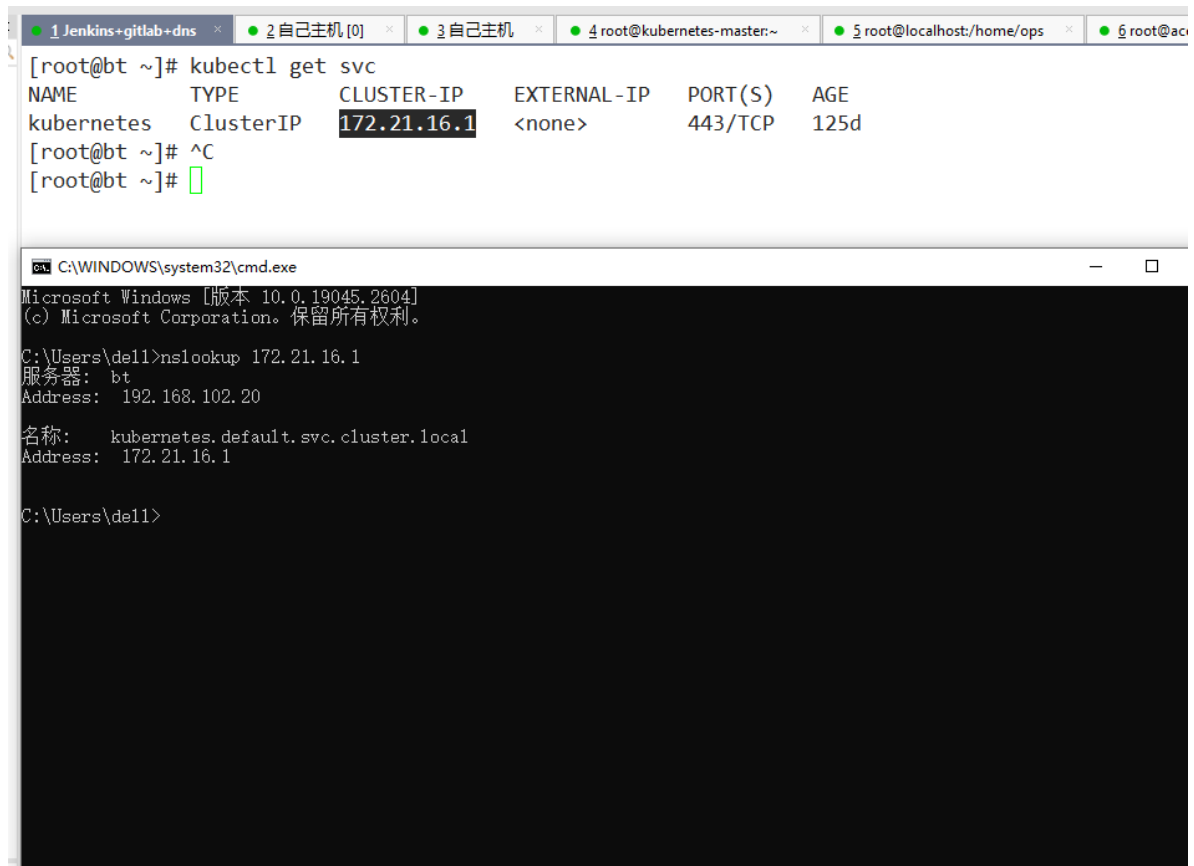 1 Jenkins+gitlab+dns × 2 自己主机 [0] × 3 自己主机 × 4 root@kubernetes-master:~ × 5 root@localhost:/home/ops × 6
[root@bt ~]# kubectl get svc
NAME TYPE CLUSTER-IP EXTERNAL-IP PORT(S) AGE
kubernetes ClusterIP 172.21.16.1 <none> 443/TCP 125d
[root@bt ~]# ^C
[root@bt ~]#
C:\WINDOWS\system32\cmd.exe
Microsoft Windows [版本 10.0.19045.2604]
(c) Microsoft Corporation。保留所有权利。
C:\Users\dell>nslookup 172.21.16.1
服务器: bt
Address: 192.168.102.20
名称: kubernetes.default.svc.cluster.local
Address: 172.21.16.1
C:\Users\dell>